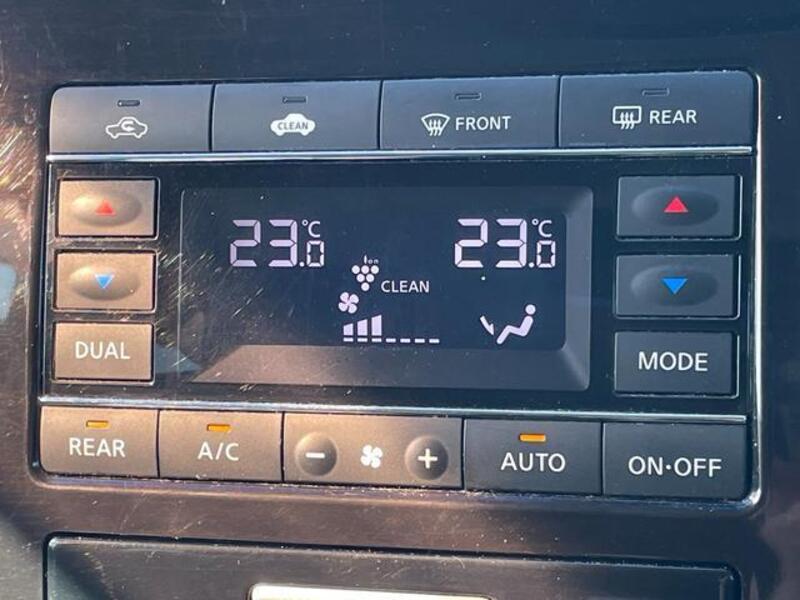 CLEAN
FRONT
REAR
23.0°C
23.0°C
Ion
CLEAN
DUAL
MODE
REAR
A/C
- +
AUTO
ON·OFF